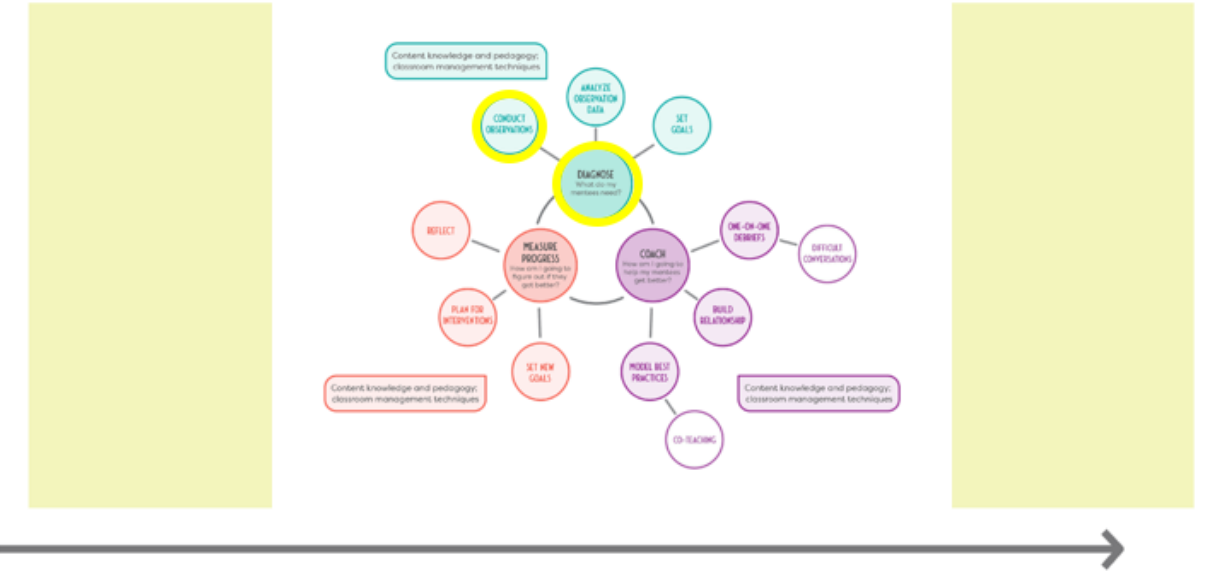 Content knowledge and pedagogy;
classroom management techniques
ANALYZE
OBSERVATION
DATA
CONDUCT
OBSERVATIONS
SET
GOALS
DIAGNOSE
What do my
mentees need?
REFLECT
MEASURE
PROGRESS
How am I going to
figure out if they
got better?
COACH
How am I going to
help my mentees
get better?
ONE-ON-ONE
DEBRIEFS
DIFFICULT
CONVERSATIONS
PLAN FOR
INTERVENTIONS
BUILD
RELATIONSHIP
SET NEW
GOALS
MODEL BEST
PRACTICES
Content knowledge and pedagogy;
classroom management techniques
Content knowledge and pedagogy;
classroom management techniques
CO-TEACHING